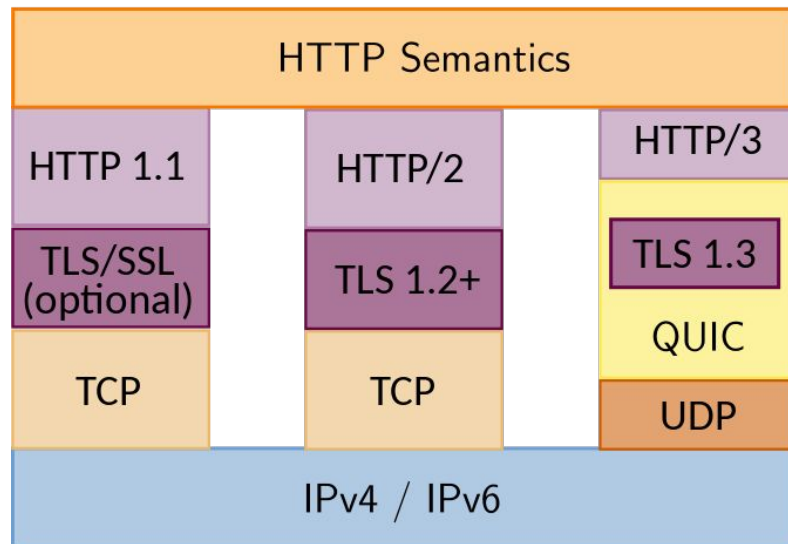 HTTP Semantics
HTTP 1.1
TLS/SSL
(optional)
TCP
HTTP/2
TLS 1.2+
TCP
HTTP/3
TLS 1.3
QUIC
UDP
IPv4 / IPv6